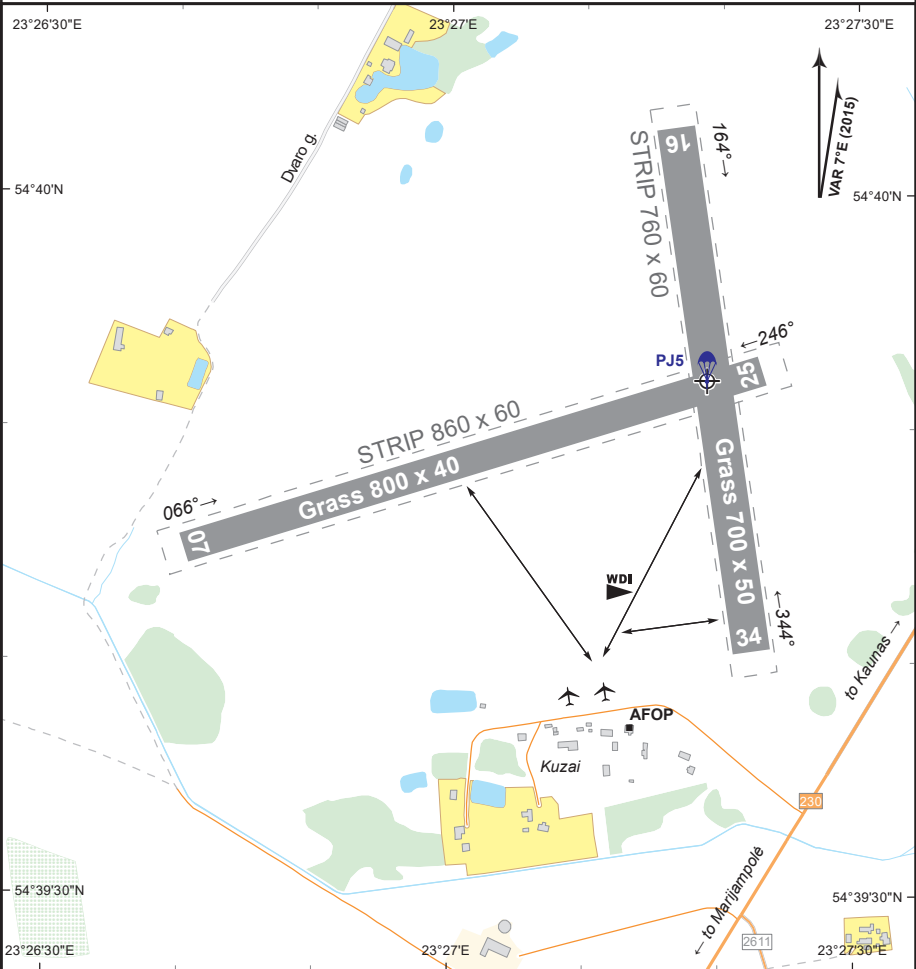 23°26'30"E
23°27'E
23°27'30"E
VAR 7°E (2015)
Dvaro g.
54°40'N
54°40'N
16
164° →
STRIP 760 x 60
PJ5
← 246°
25
STRIP 860 x 60
Grass 800 x 40
066° →
07
Grass 700 x 50
WDI
34
← 344°
to Kaunas →
AFOP
Kuzai
230
54°39'30"N
54°39'30"N
← to Marijampolė
2611
23°26'30"E
23°27'E
23°27'30"E